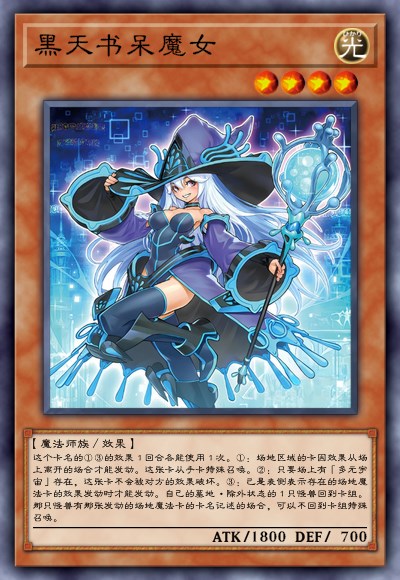 黑天书呆魔女
光
【魔法师族/效果】
这个卡名的①③的效果1回合各能使用1次。①：场地区域的卡因效果从场
上离开的场合才能发动。这张卡从手卡特殊召唤。②：只要场上有「多元宇
宙」存在，这张卡不会被对方的效果破坏。③：已是表侧表示存在的场地魔
法卡的效果发动时才能发动。自己的墓地·除外状态的1只怪兽回到卡组。
那只怪兽有那张发动的场地魔法卡的卡名记述的场合，可以不回到卡组特殊
召唤。
ATK/1800 DEF/ 700